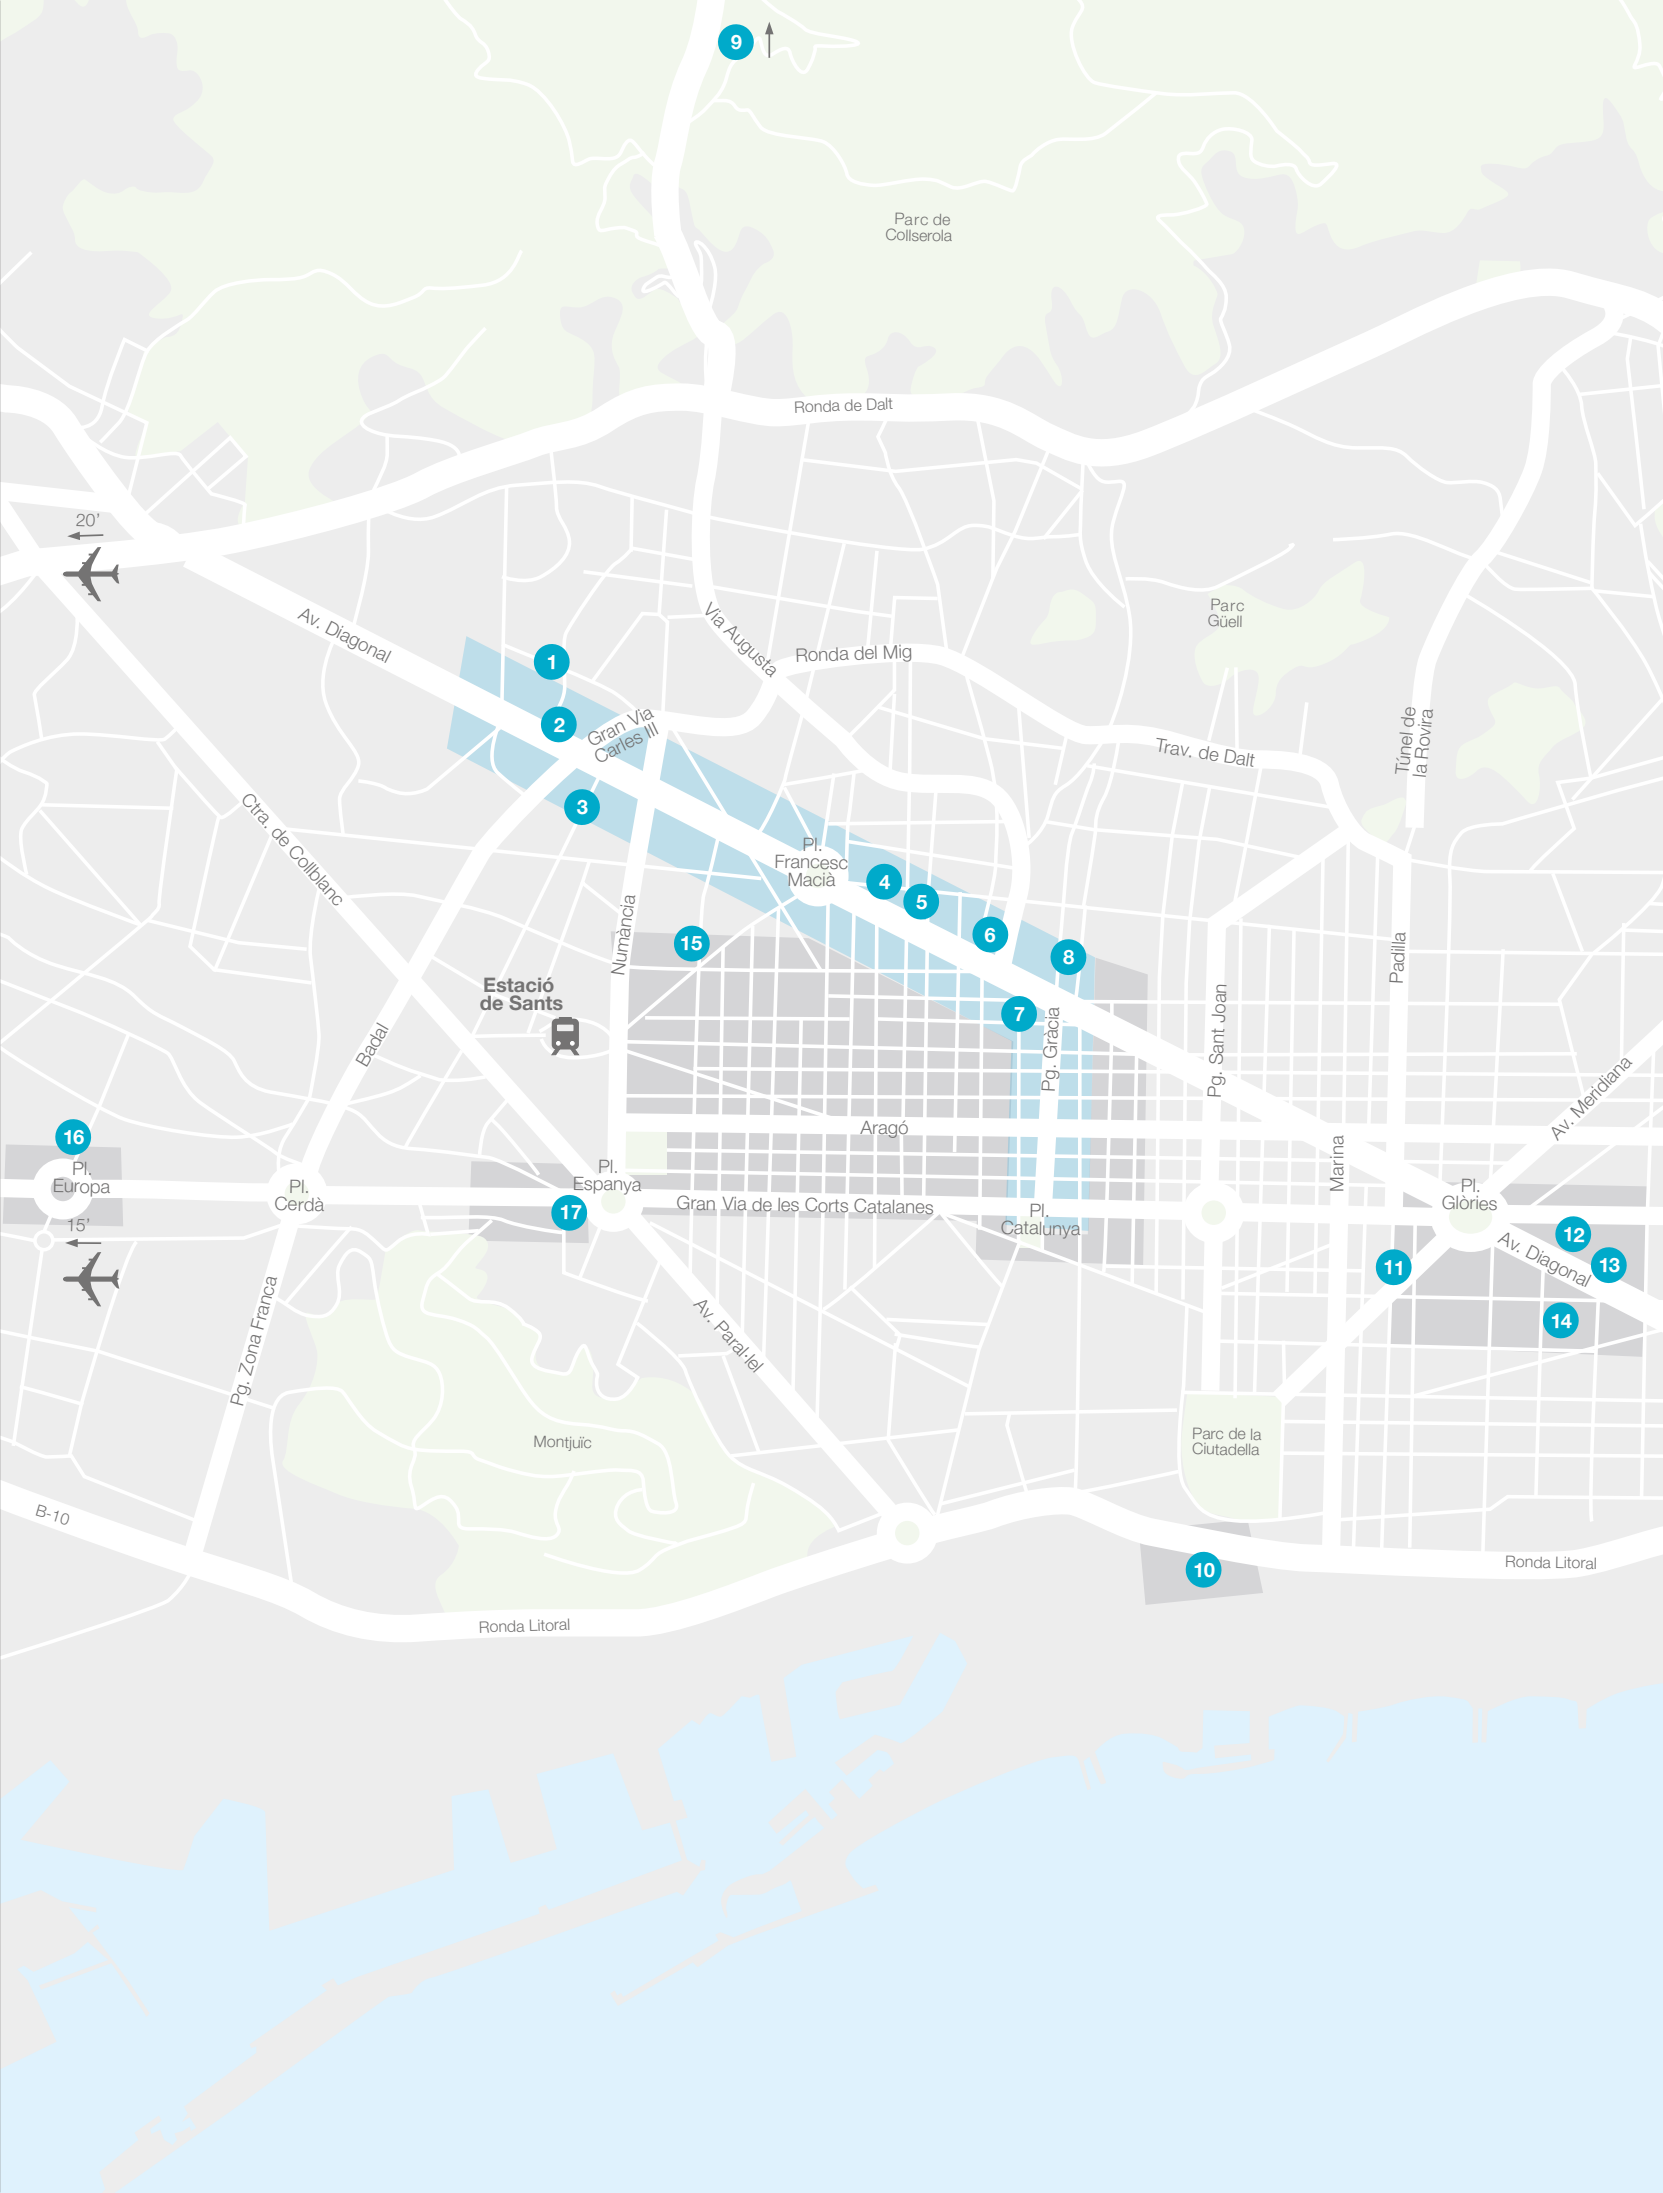 9
Parc de
Collserola
Ronda de Dalt
20'
Av. Diagonal
Via Augusta
Parc
Güell
1
Ronda del Mig
2
Gran Via
Carles III
Trav. de Dalt
Túnel de
la Rovira
3
Ctra. de Collblanc
Pl.
Francesc
Macià
4
5
6
8
15
Numància
Padilla
Estació
de Sants
7
Badal
Pg. Gràcia
Pg. Sant Joan
Av. Meridiana
16
Aragó
Marina
Pl.
Europa
Pl.
Cerdà
Pl.
Espanya
Pl.
Glòries
17
Gran Via de les Corts Catalanes
Pl.
Catalunya
15'
12
Av. Diagonal
13
11
14
Pg. Zona Franca
Av. Paral·lel
Montjuïc
Parc de la
Ciutadella
B-10
10
Ronda Litoral
Ronda Litoral